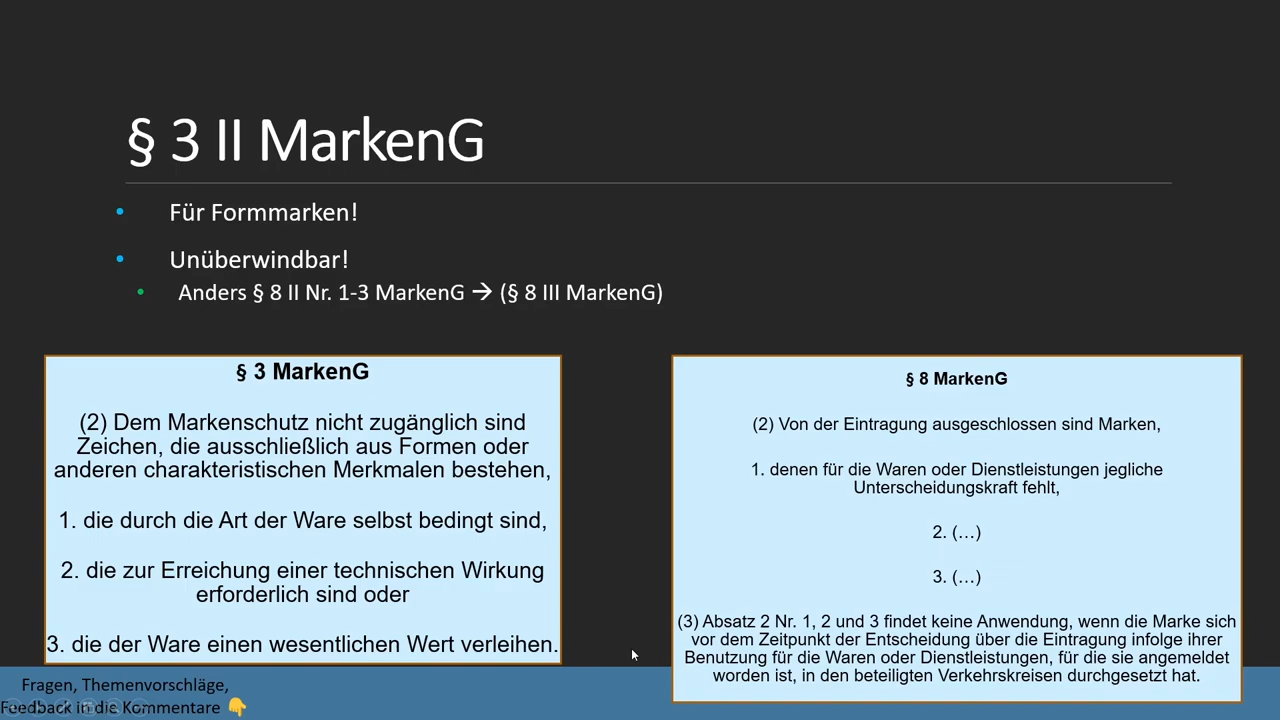 § 3 II MarkenG
Für Formmarken!
Unüberwindbar!
Anders § 8 II Nr. 1-3 MarkenG → (§ 8 III MarkenG)
§ 3 MarkenG
(2) Dem Markenschutz nicht zugänglich sind
Zeichen, die ausschließlich aus Formen oder
anderen charakteristischen Merkmalen bestehen,
1. die durch die Art der Ware selbst bedingt sind,
2. die zur Erreichung einer technischen Wirkung
erforderlich sind oder
3. die der Ware einen wesentlichen Wert verleihen.
§ 8 MarkenG
(2) Von der Eintragung ausgeschlossen sind Marken,
1. denen für die Waren oder Dienstleistungen jegliche
Unterscheidungskraft fehlt,
2. (…)
3. (…)
(3) Absatz 2 Nr. 1, 2 und 3 findet keine Anwendung, wenn die Marke sich
vor dem Zeitpunkt der Entscheidung über die Eintragung infolge ihrer
Benutzung für die Waren oder Dienstleistungen, für die sie angemeldet
worden ist, in den beteiligten Verkehrskreisen durchgesetzt hat.
Fragen, Themenvorschläge,
Feedback in die Kommentare 👇